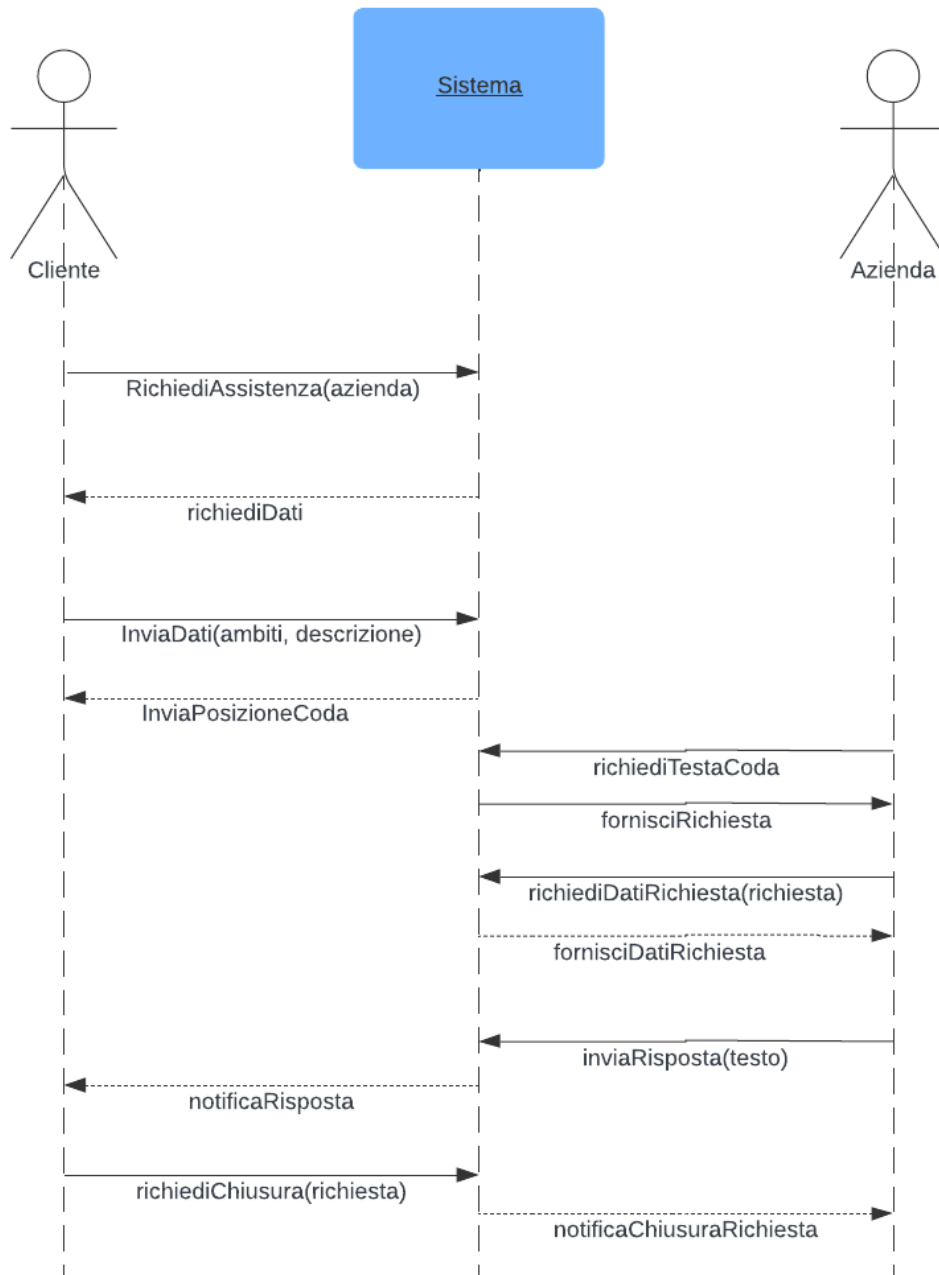 Sistema
Cliente
Azienda
RichiediAssistenza(azienda)
richiediDati
InviaDati(ambiti, descrizione)
InviaPosizioneCoda
richiediTestaCoda
fornisciRichiesta
richiediDatiRichiesta(richiesta)
fornisciDatiRichiesta
inviaRisposta(testo)
notificaRisposta
richiediChiusura(richiesta)
notificaChiusuraRichiesta